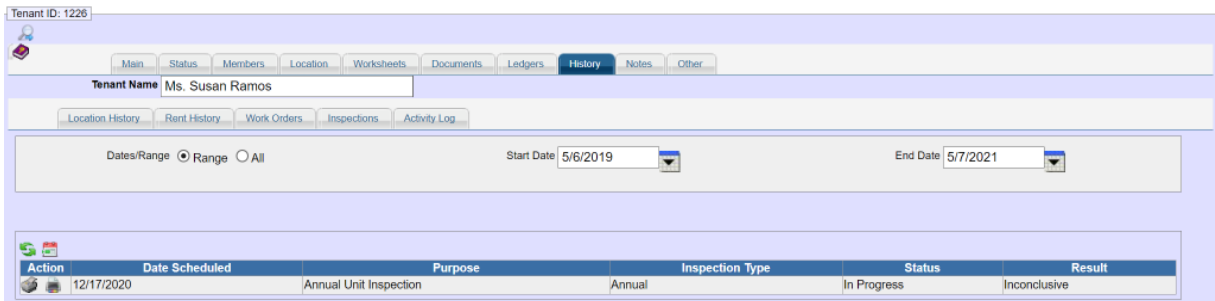 Tenant ID: 1226
Main Status Members Location Worksheets Documents Ledgers History Notes Other
Tenant Name Ms. Susan Ramos
Location History Rent History Work Orders Inspections Activity Log
Dates/Range Range All Start Date 5/6/2019 End Date 5/7/2021
Action Date Scheduled Purpose Inspection Type Status Result
12/17/2020 Annual Unit Inspection Annual In Progress Inconclusive